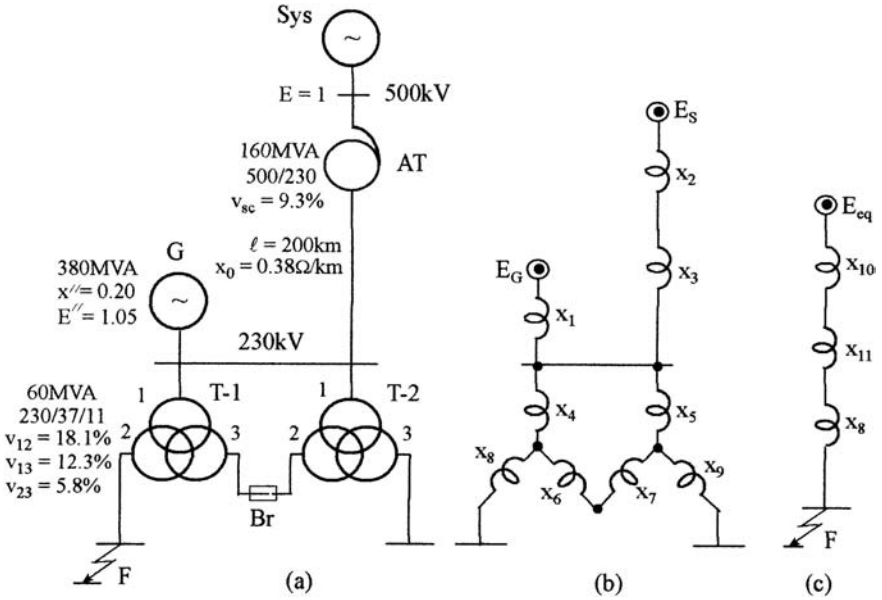 Sys
~
E = 1
500kV
160MVA
500/230
v_sc = 9.3%
AT
ℓ = 200km
x_0 = 0.38Ω/km
G
380MVA
x″= 0.20
E″= 1.05
~
230kV
60MVA
230/37/11
v_12 = 18.1%
v_13 = 12.3%
v_23 = 5.8%
1
T-1
2
3
1
T-2
2
3
Br
F
(a)
E_S
x_2
x_3
E_G
x_1
x_4
x_5
x_8
x_6
x_7
x_9
(b)
E_eq
x_10
x_11
x_8
F
(c)